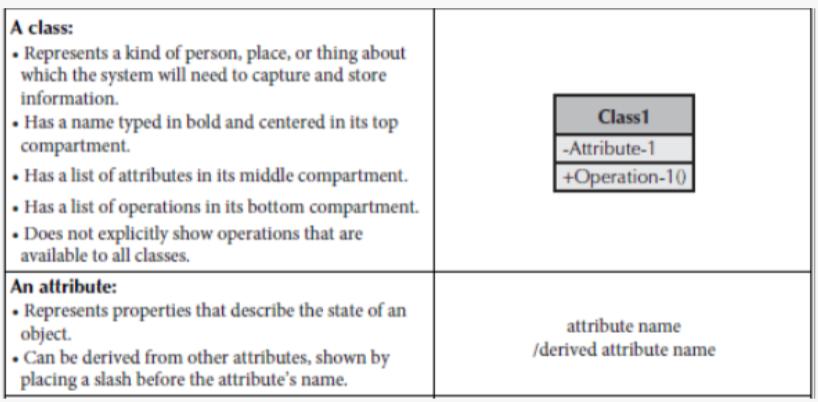 A class:
• Represents a kind of person, place, or thing about
which the system will need to capture and store
information.
• Has a name typed in bold and centered in its top
compartment.
• Has a list of attributes in its middle compartment.
• Has a list of operations in its bottom compartment.
• Does not explicitly show operations that are
available to all classes.
Class1
-Attribute-1
+Operation-1()
An attribute:
• Represents properties that describe the state of an
object.
• Can be derived from other attributes, shown by
placing a slash before the attribute's name.
attribute name
/derived attribute name